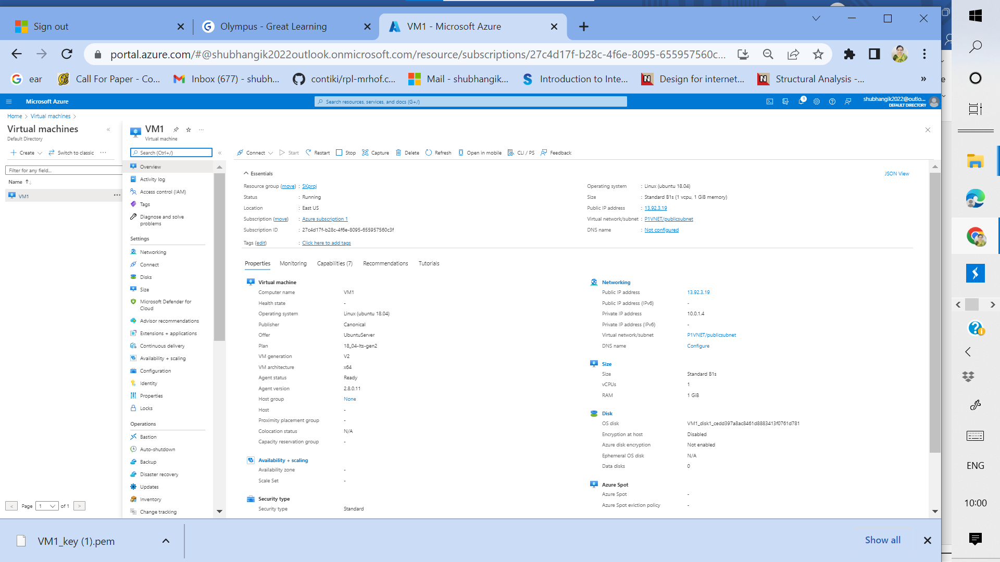 Sign out
Olympus - Great Learning
VM1 - Microsoft Azure
portal.azure.com/#@shubhangik2022outlook.onmicrosoft.com/resource/subscriptions/27c4d17f-b28c-4f6e-8095-655957560c...
ear
Call For Paper - Co...
Inbox (677) - shubh...
contiki/rpl-mrhof.c...
Mail - shubhangik...
Introduction to Inte...
Design for internet...
Structural Analysis -...
»
Microsoft Azure
Search resources, services, and docs (G+/)
9
shubhangik2022@outlo...
DEFAULT DIRECTORY
Home > Virtual machines >
Virtual machines
Default Directory
Create
Switch to classic
Filter for any field...
Name
VM1
Page 1 of 1
VM1
Virtual machine
Search (Ctrl+/)
Overview
Activity log
Access control (IAM)
Tags
Diagnose and solve
problems
Settings
Networking
Connect
Disks
Size
Microsoft Defender for
Cloud
Advisor recommendations
Extensions + applications
Continuous delivery
Availability + scaling
Configuration
Identity
Properties
Locks
Operations
Bastion
Auto-shutdown
Backup
Disaster recovery
Updates
Inventory
Change tracking
Connect
Start
Restart
Stop
Capture
Delete
Refresh
Open in mobile
CLI / PS
Feedback
Essentials
JSON View
Resource group (move) : SKproj
Status : Running
Location : East US
Subscription (move) : Azure subscription 1
Subscription ID : 27c4d17f-b28c-4f6e-8095-655957560c3f
Tags (edit) : Click here to add tags
Operating system : Linux (ubuntu 18.04)
Size : Standard B1s (1 vcpu, 1 GiB memory)
Public IP address : 13.92.3.19
Virtual network/subnet : P1VNET/publicsubnet
DNS name : Not configured
Properties
Monitoring
Capabilities (7)
Recommendations
Tutorials
Virtual machine
Computer name VM1
Health state -
Operating system Linux (ubuntu 18.04)
Publisher Canonical
Offer UbuntuServer
Plan 18_04-lts-gen2
VM generation V2
VM architecture x64
Agent status Ready
Agent version 2.8.0.11
Host group None
Host -
Proximity placement group -
Colocation status N/A
Capacity reservation group -
Availability + scaling
Availability zone -
Scale Set -
Security type
Security type Standard
Networking
Public IP address 13.92.3.19
Public IP address (IPv6) -
Private IP address 10.0.1.4
Private IP address (IPv6) -
Virtual network/subnet P1VNET/publicsubnet
DNS name Configure
Size
Size Standard B1s
vCPUs 1
RAM 1 GiB
Disk
OS disk VM1_disk1_cedd397a8ac8461d8883413f0761d781
Encryption at host Disabled
Azure disk encryption Not enabled
Ephemeral OS disk N/A
Data disks 0
Azure Spot
Azure Spot -
Azure Spot eviction policy -
VM1_key (1).pem
Show all
ENG
10:00